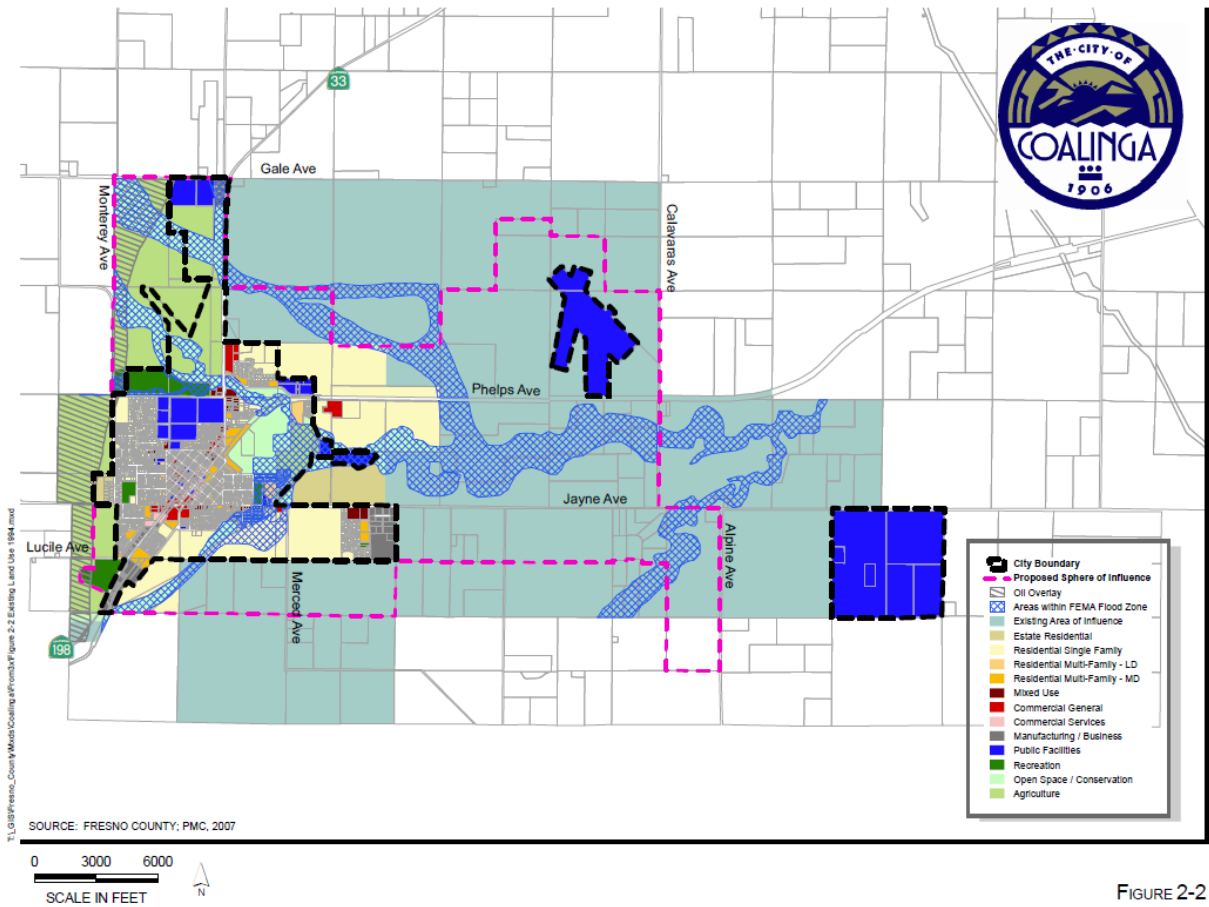 THE·CITY·OF
COALINGA
1906
33
Gale Ave
Monterey Ave
Calavaras Ave
Phelps Ave
Jayne Ave
Lucile Ave
Merced Ave
Alpine Ave
198
City Boundary
Proposed Sphere of Influence
Oil Overlay
Areas within FEMA Flood Zone
Existing Area of Influence
Estate Residential
Residential Single Family
Residential Multi-Family - LD
Residential Multi-Family - MD
Mixed Use
Commercial General
Commercial Services
Manufacturing / Business
Public Facilities
Recreation
Open Space / Conservation
Agriculture
SOURCE: FRESNO COUNTY; PMC, 2007
0 3000 6000
SCALE IN FEET
N
FIGURE 2-2